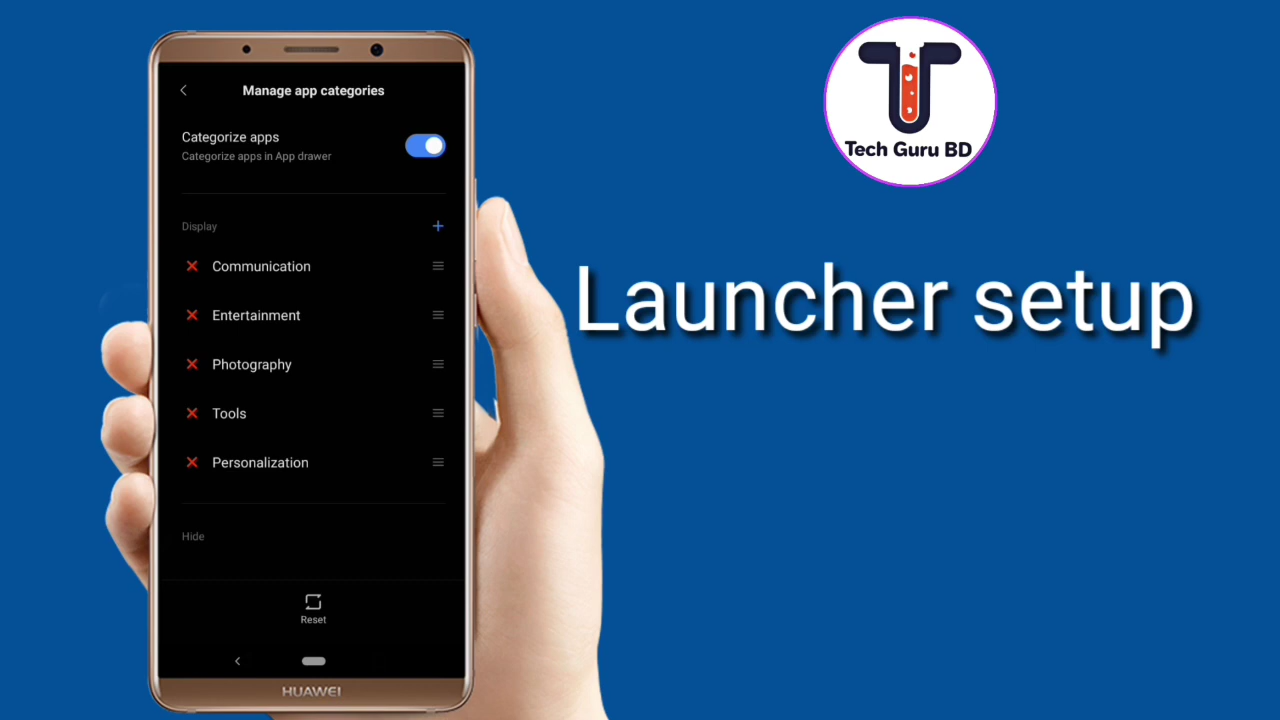 Manage app categories
Categorize apps
Categorize apps in App drawer
Display
Communication
Entertainment
Photography
Tools
Personalization
Hide
Reset
HUAWEI
Tech Guru BD
Launcher setup